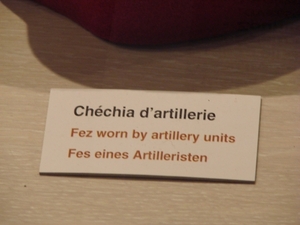 Chéchia d'artillerie
Fez worn by artillery units
Fes eines Artilleristen